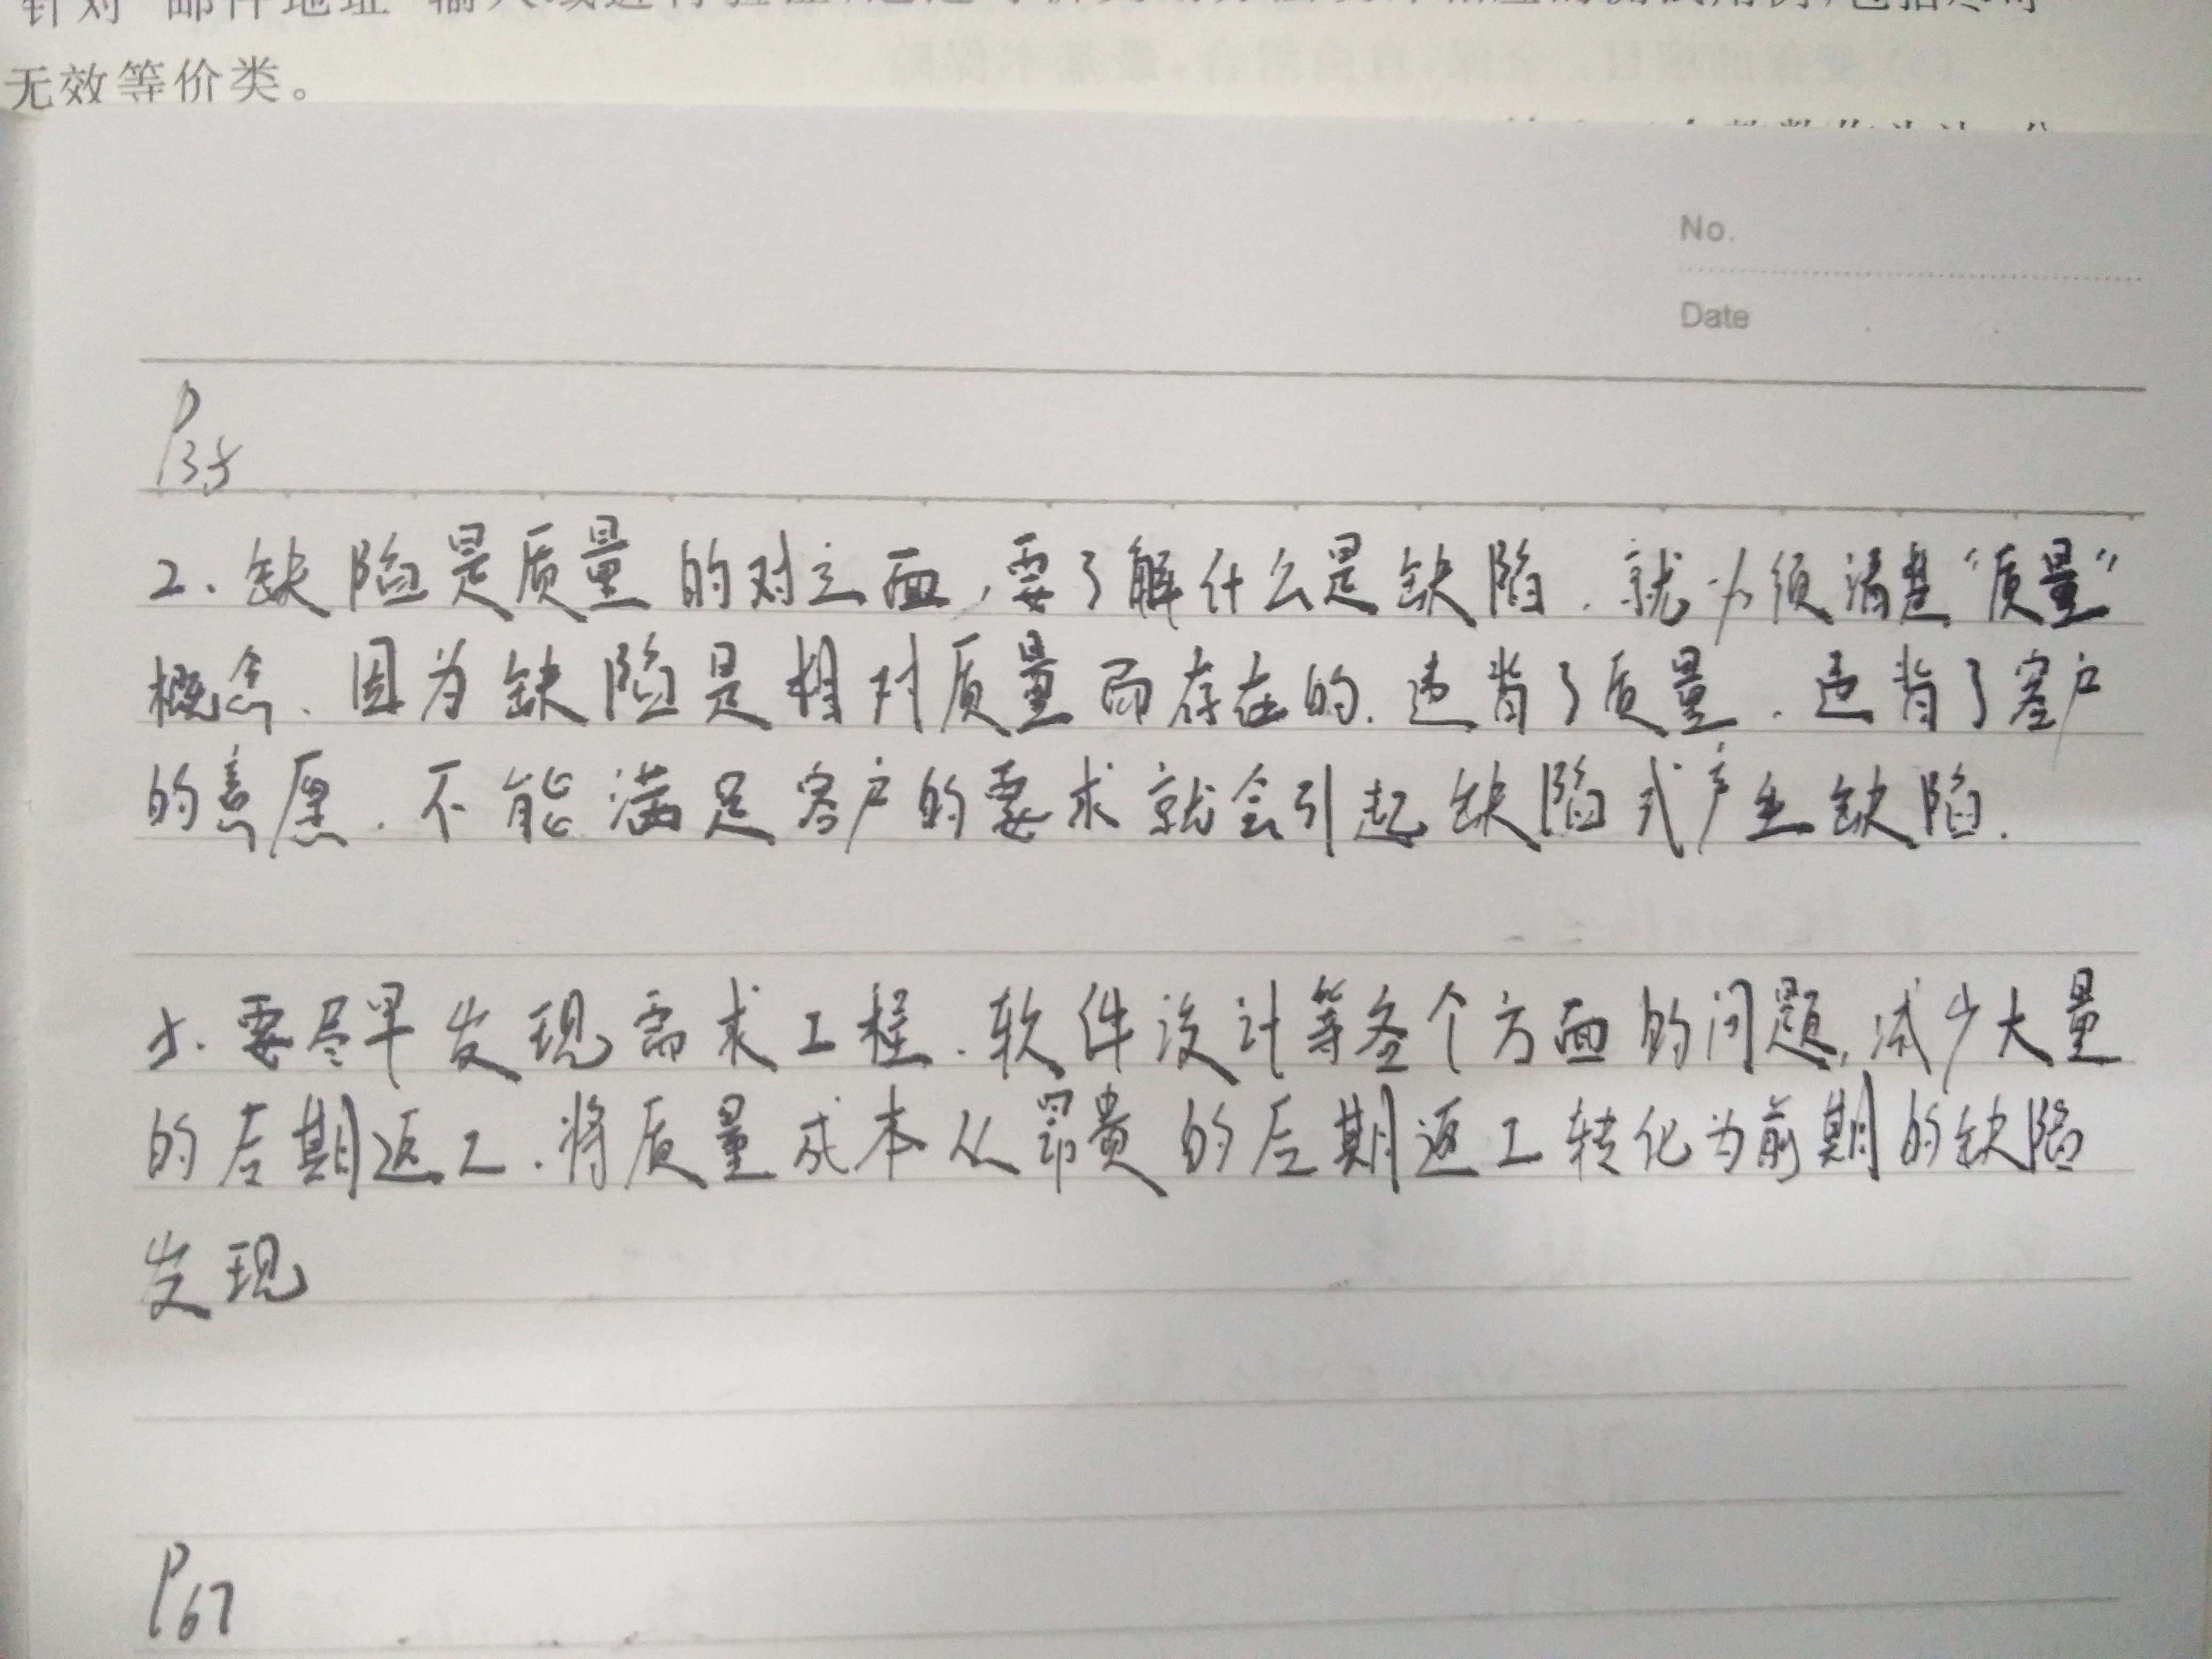 针对"邮件地址"输入域进行验证
无效等价类。
No.
Date
P35
2. 缺陷是质量的对立面,要了解什么是缺陷.就必须清楚"质量"
概念.因为缺陷是相对质量而存在的.违背了质量.违背了客户
的意愿.不能满足客户的要求就会引起缺陷或产生缺陷.
5. 要尽早发现需求工程.软件设计等各个方面的问题,减少大量
的后期返工.将质量成本从昂贵的后期返工转化为前期的缺陷
发现
P67